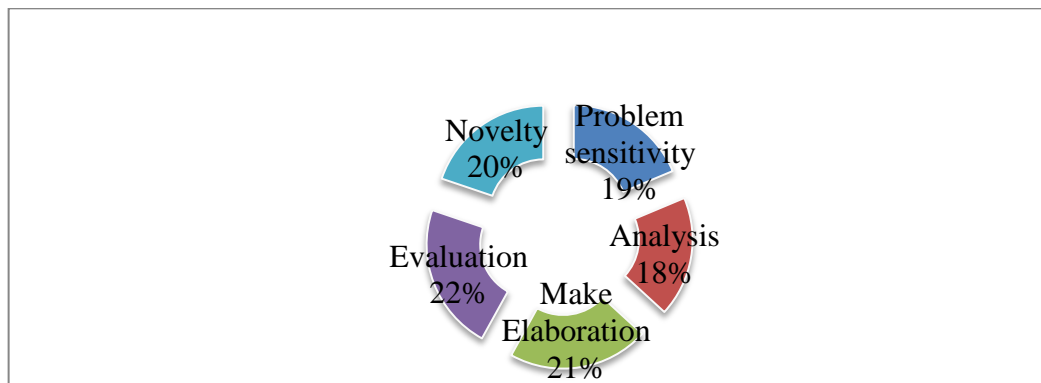 Novelty
20%
Problem
sensitivity
19%
Analysis
18%
Evaluation
22%
Make
Elaboration
21%